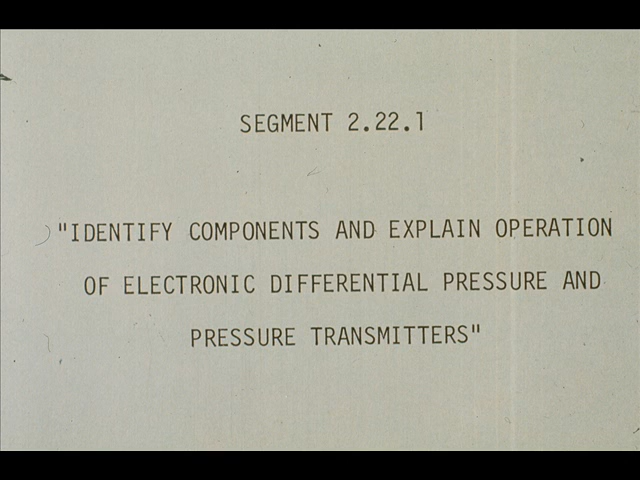 SEGMENT 2.22.1
"IDENTIFY COMPONENTS AND EXPLAIN OPERATION
OF ELECTRONIC DIFFERENTIAL PRESSURE AND
PRESSURE TRANSMITTERS"